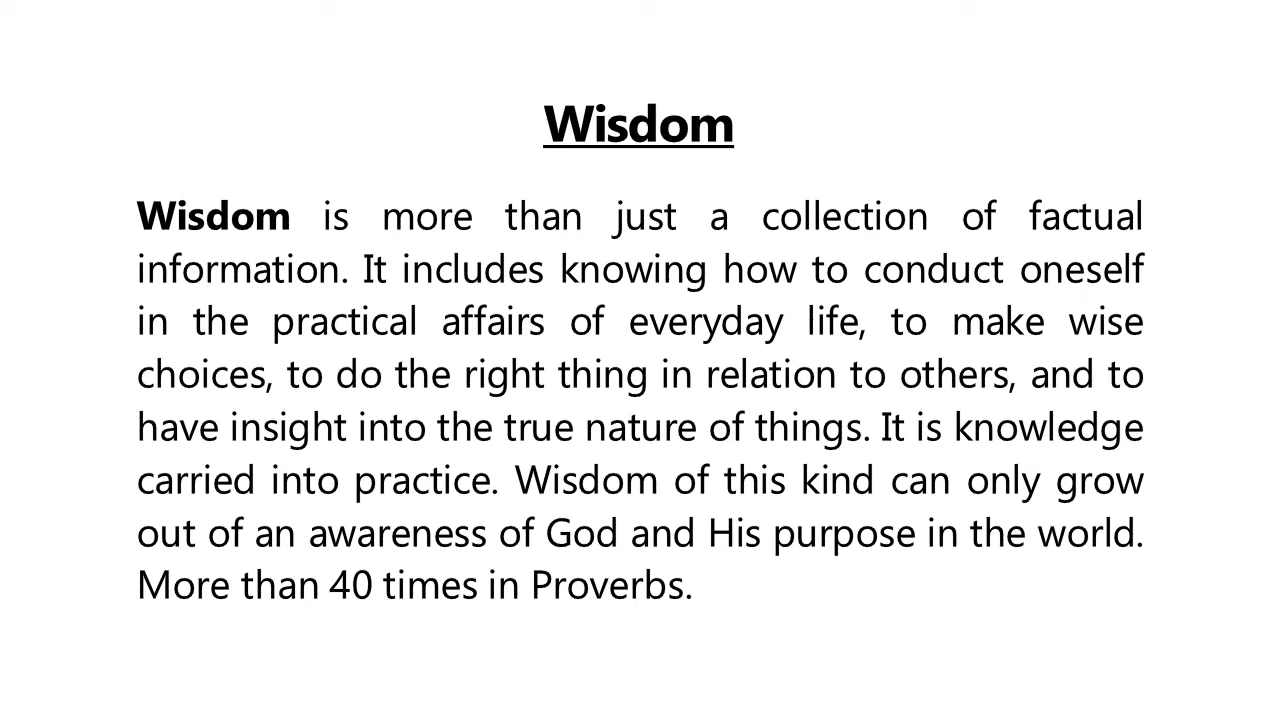 Wisdom
Wisdom is more than just a collection of factual
information. It includes knowing how to conduct oneself
in the practical affairs of everyday life, to make wise
choices, to do the right thing in relation to others, and to
have insight into the true nature of things. It is knowledge
carried into practice. Wisdom of this kind can only grow
out of an awareness of God and His purpose in the world.
More than 40 times in Proverbs.